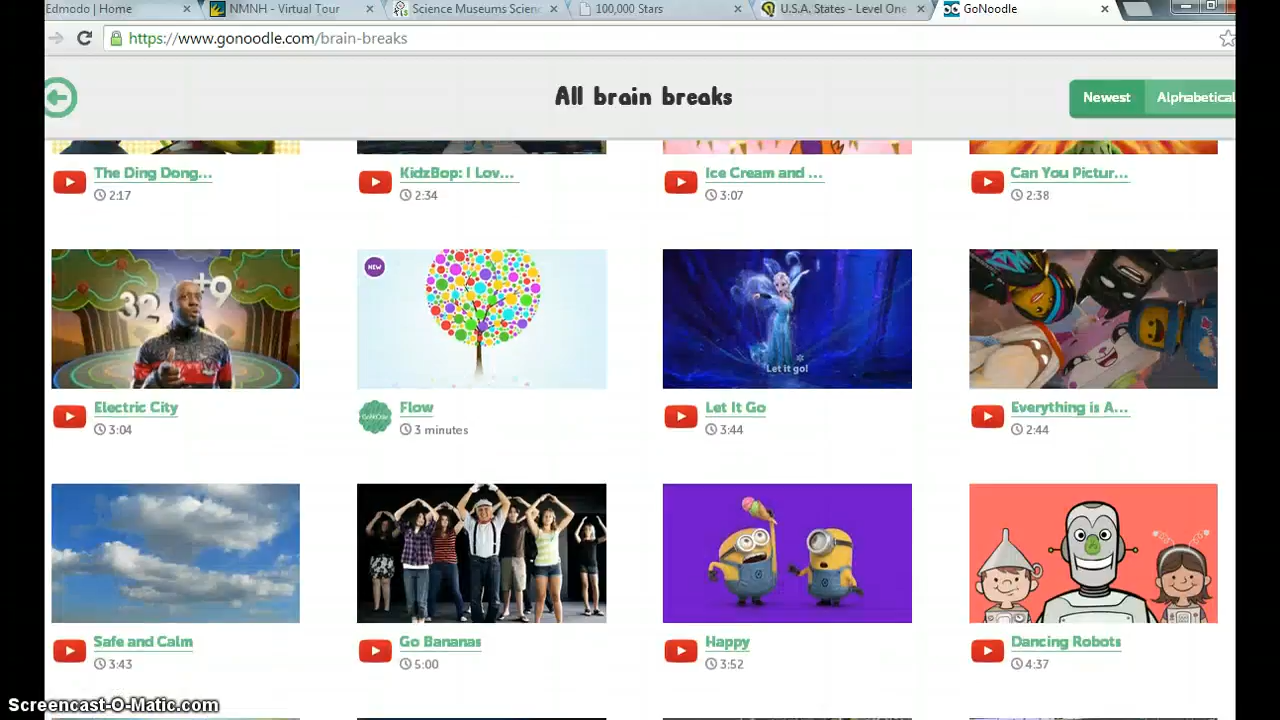 Edmodo | Home
NMNH - Virtual Tour
Science Museums Scienc
100,000 Stars
U.S.A. States - Level One
GoNoodle
https://www.gonoodle.com/brain-breaks
All brain breaks
Newest
Alphabetical
The Ding Dong...
2:17
KidzBop: I Lov...
2:34
Ice Cream and ...
3:07
Can You Pictur...
2:38
32
+9
NEW
Let it go!
Electric City
3:04
Flow
3 minutes
Let It Go
3:44
Everything is A...
2:44
Safe and Calm
3:43
Go Bananas
5:00
Happy
3:52
Dancing Robots
4:37
Screencast-O-Matic.com